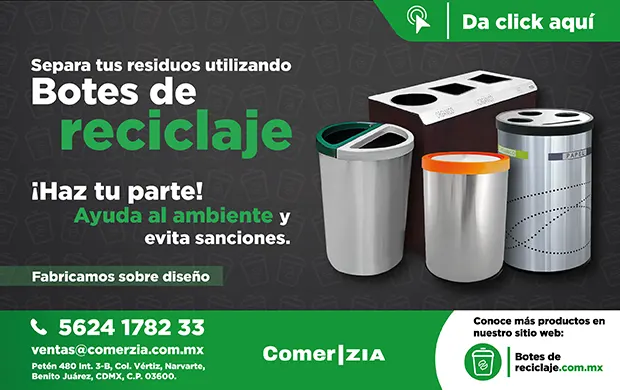 Da click aquí
Separa tus residuos utilizando
Botes de
reciclaje
¡Haz tu parte!
Ayuda al ambiente y
evita sanciones.
Fabricamos sobre diseño
PAPEL
5624 1782 33
ventas@comerzia.com.mx
Petén 480 Int. 3-B, Col. Vértiz, Narvarte,
Benito Juárez, CDMX, C.P. 03600.
Comer|ZIA
Conoce más productos en
nuestro sitio web:
Botes de
reciclaje.com.mx